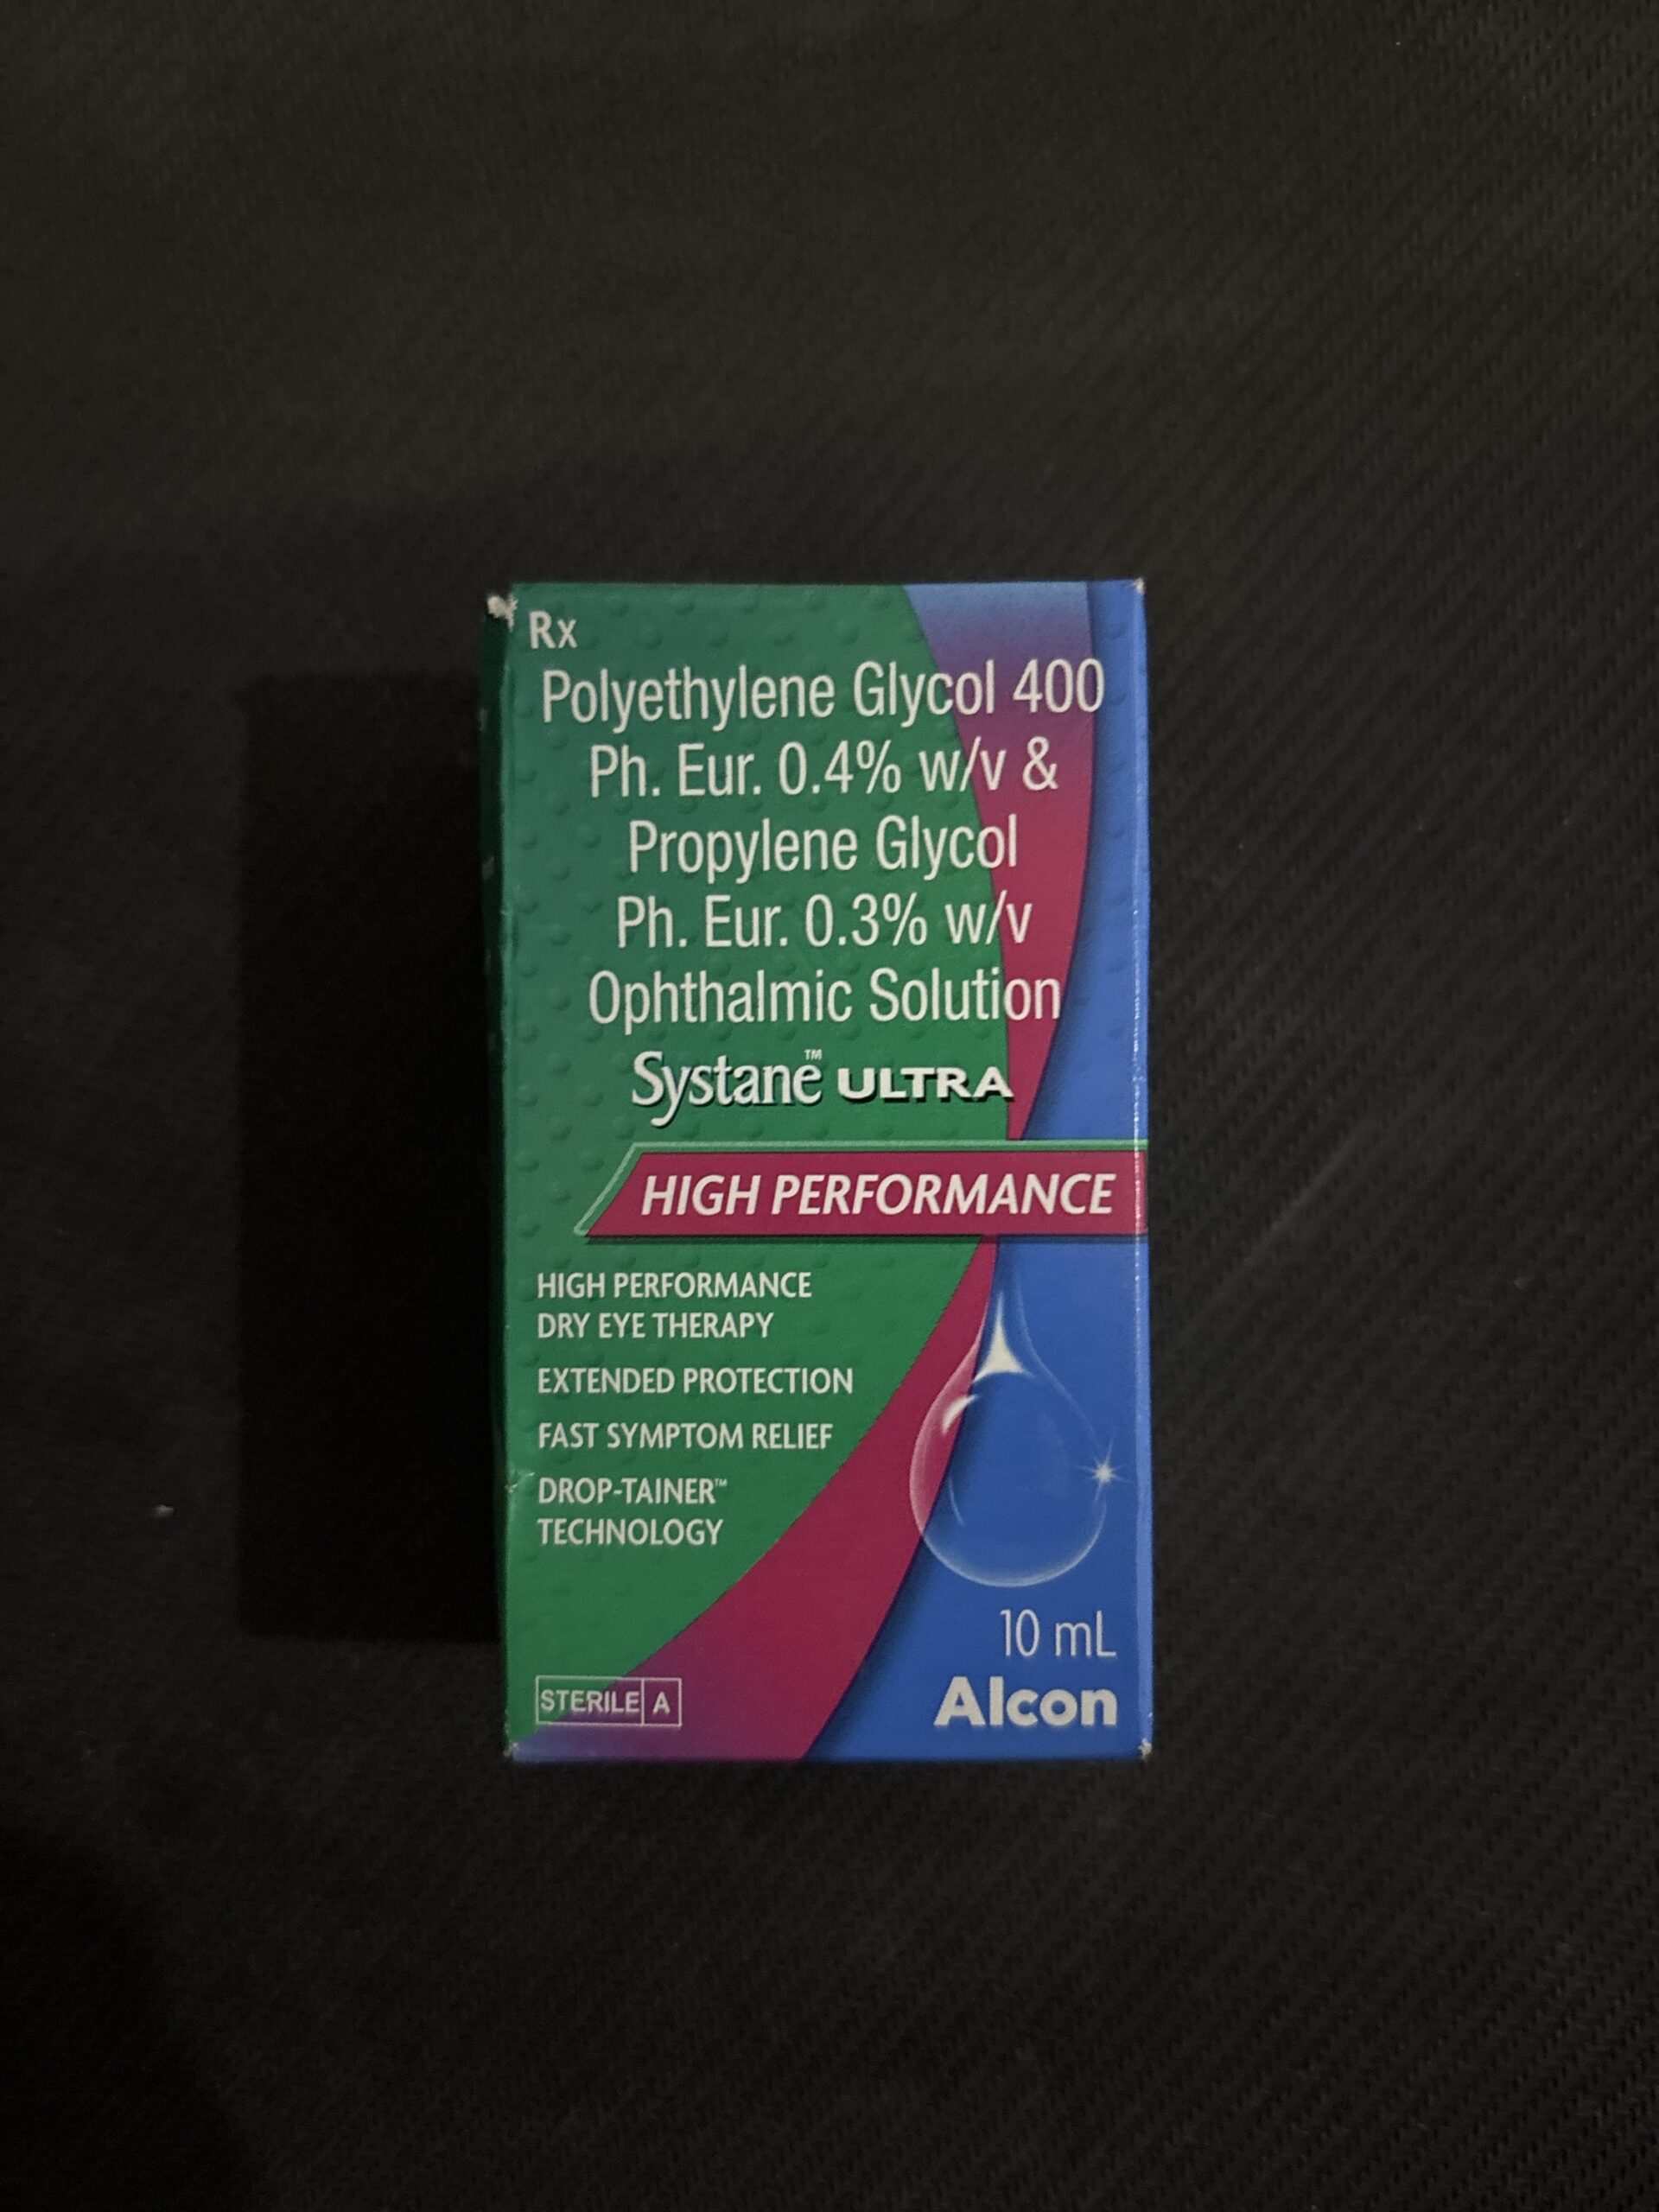 Rx
Polyethylene Glycol 400
Ph. Eur. 0.4% w/v &
Propylene Glycol
Ph. Eur. 0.3% w/v
Ophthalmic Solution
Systane™ ULTRA
HIGH PERFORMANCE
HIGH PERFORMANCE
DRY EYE THERAPY
EXTENDED PROTECTION
FAST SYMPTOM RELIEF
DROP-TAINER™
TECHNOLOGY
10 mL
STERILE A
Alcon